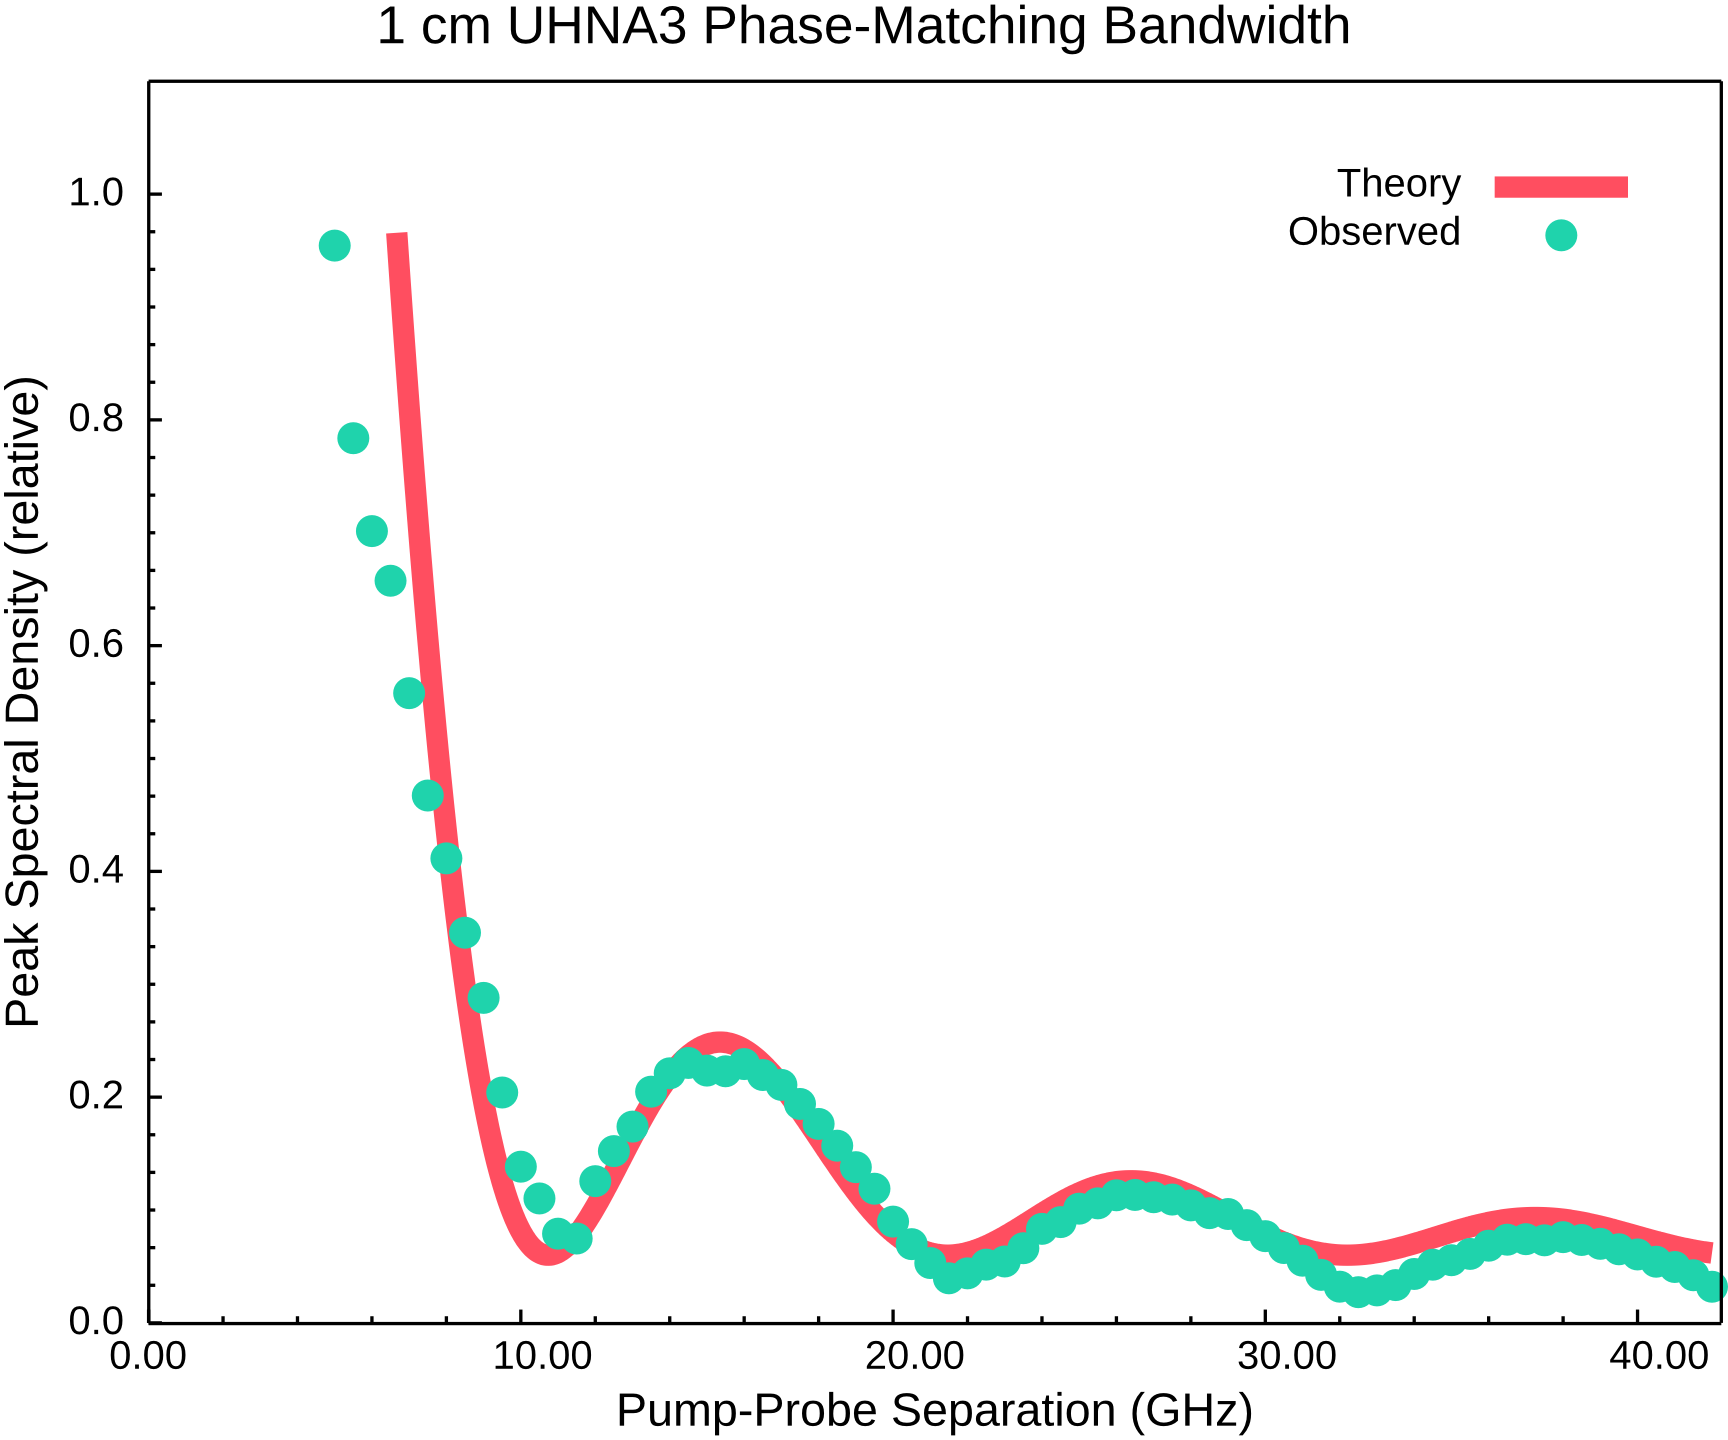 1 cm UHNA3 Phase-Matching Bandwidth
Theory
Observed
Peak Spectral Density (relative)
1.0
0.8
0.6
0.4
0.2
0.0
0.00 10.00 20.00 30.00 40.00
Pump-Probe Separation (GHz)